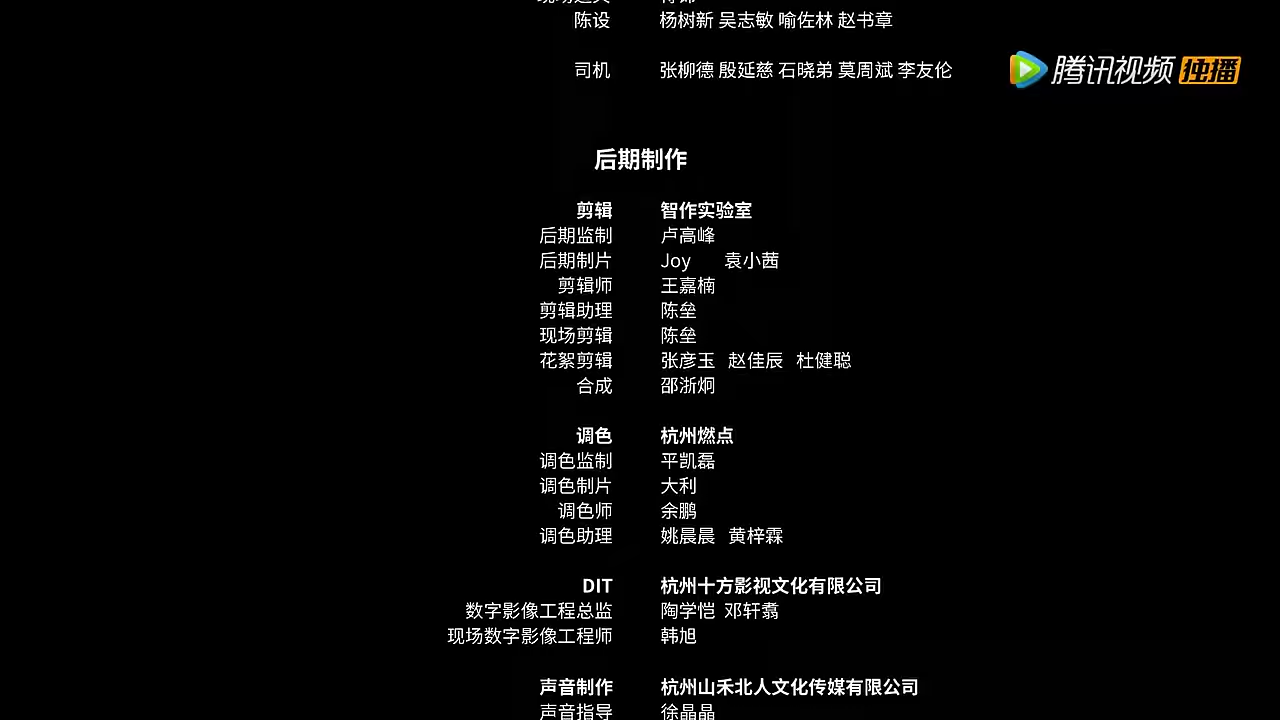 陈设 杨树新 吴志敏 喻佐林 赵书章
司机 张柳德 殷延慈 石晓弟 莫周斌 李友伦
腾讯视频 独播
后期制作
剪辑 智作实验室
后期监制 卢高峰
后期制片 Joy 袁小茜
剪辑师 王嘉楠
剪辑助理 陈垒
现场剪辑 陈垒
花絮剪辑 张彦玉 赵佳辰 杜健聪
合成 邵浙炯
调色 杭州燃点
调色监制 平凯磊
调色制片 大利
调色师 余鹏
调色助理 姚晨晨 黄梓霖
DIT 杭州十方影视文化有限公司
数字影像工程总监 陶学恺 邓轩翥
现场数字影像工程师 韩旭
声音制作 杭州山禾北人文化传媒有限公司
声音指导 徐晶晶